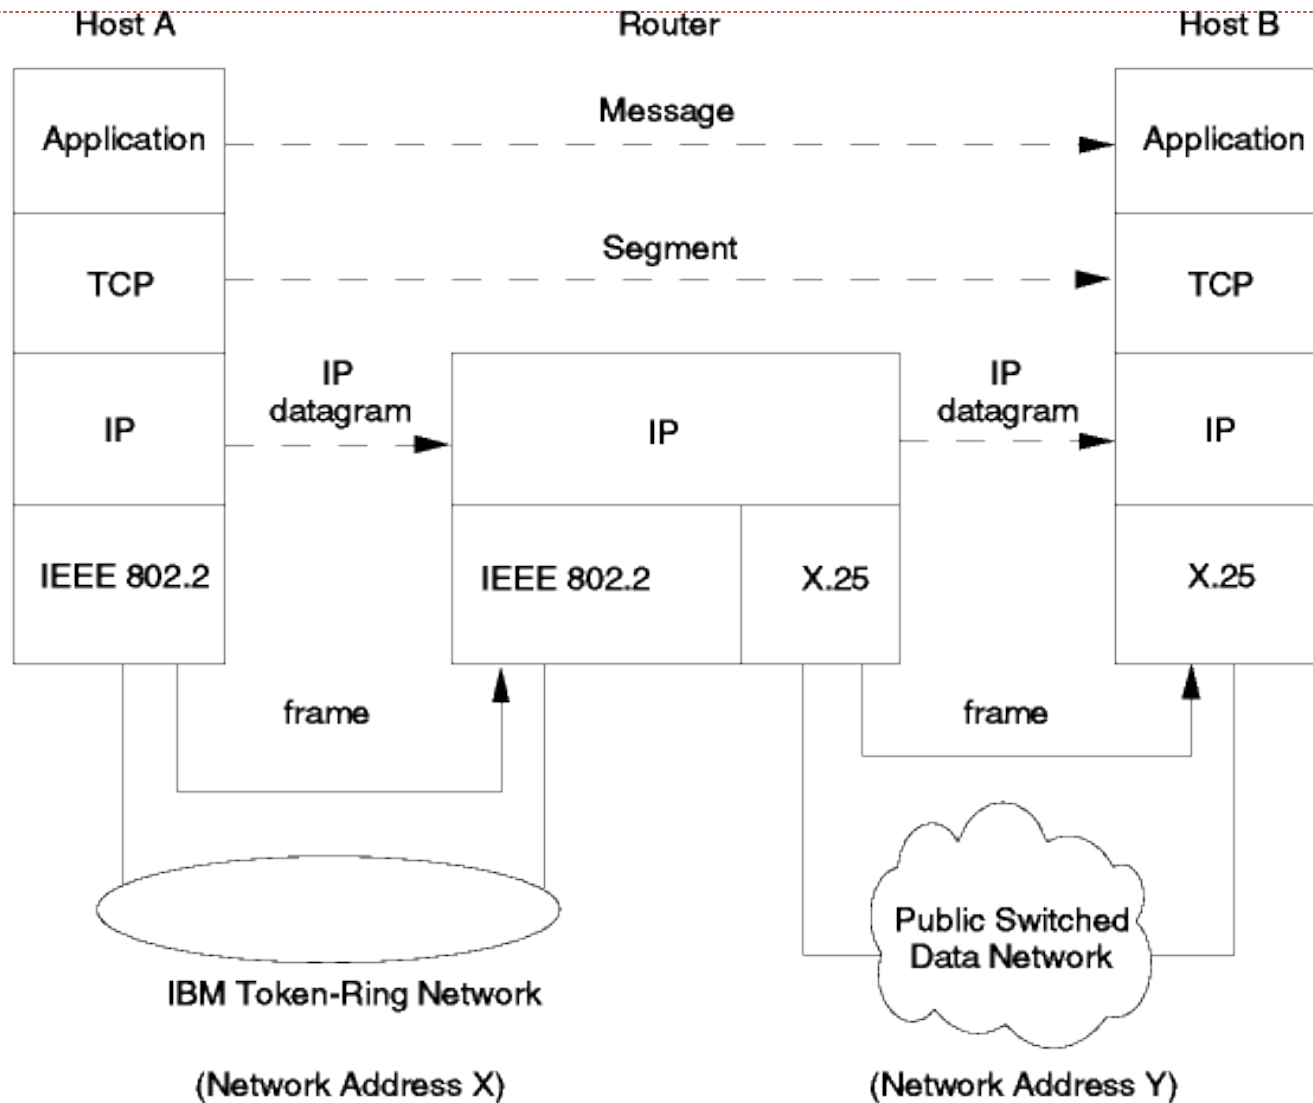 Host A
Router
Host B
Message
Application
Application
Segment
TCP
TCP
IP
datagram
IP
datagram
IP
IP
IP
IEEE 802.2
IEEE 802.2
X.25
X.25
frame
frame
Public Switched
Data Network
IBM Token-Ring Network
(Network Address X)
(Network Address Y)